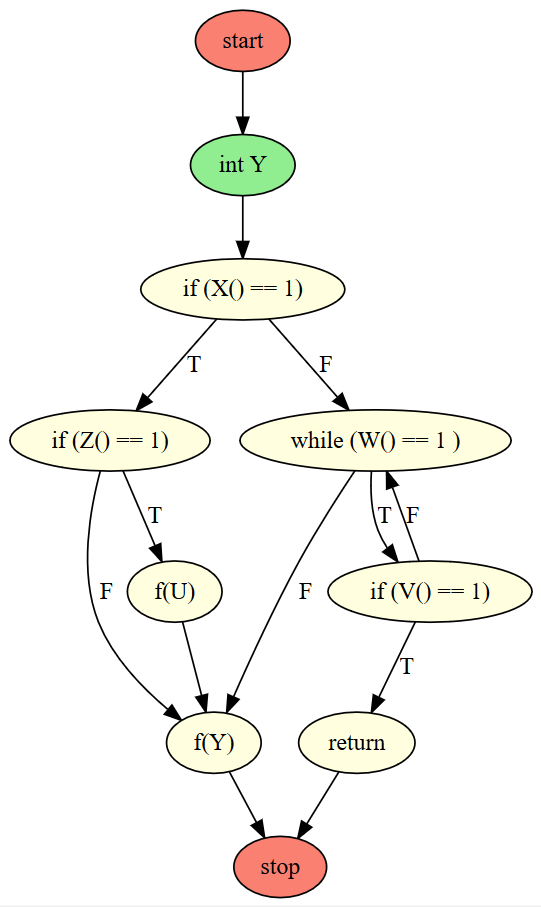 start
int Y
if (X() == 1)
T
F
if (Z() == 1)
while (W() == 1 )
T
T
F
F
f(U)
F
if (V() == 1)
T
f(Y)
return
stop